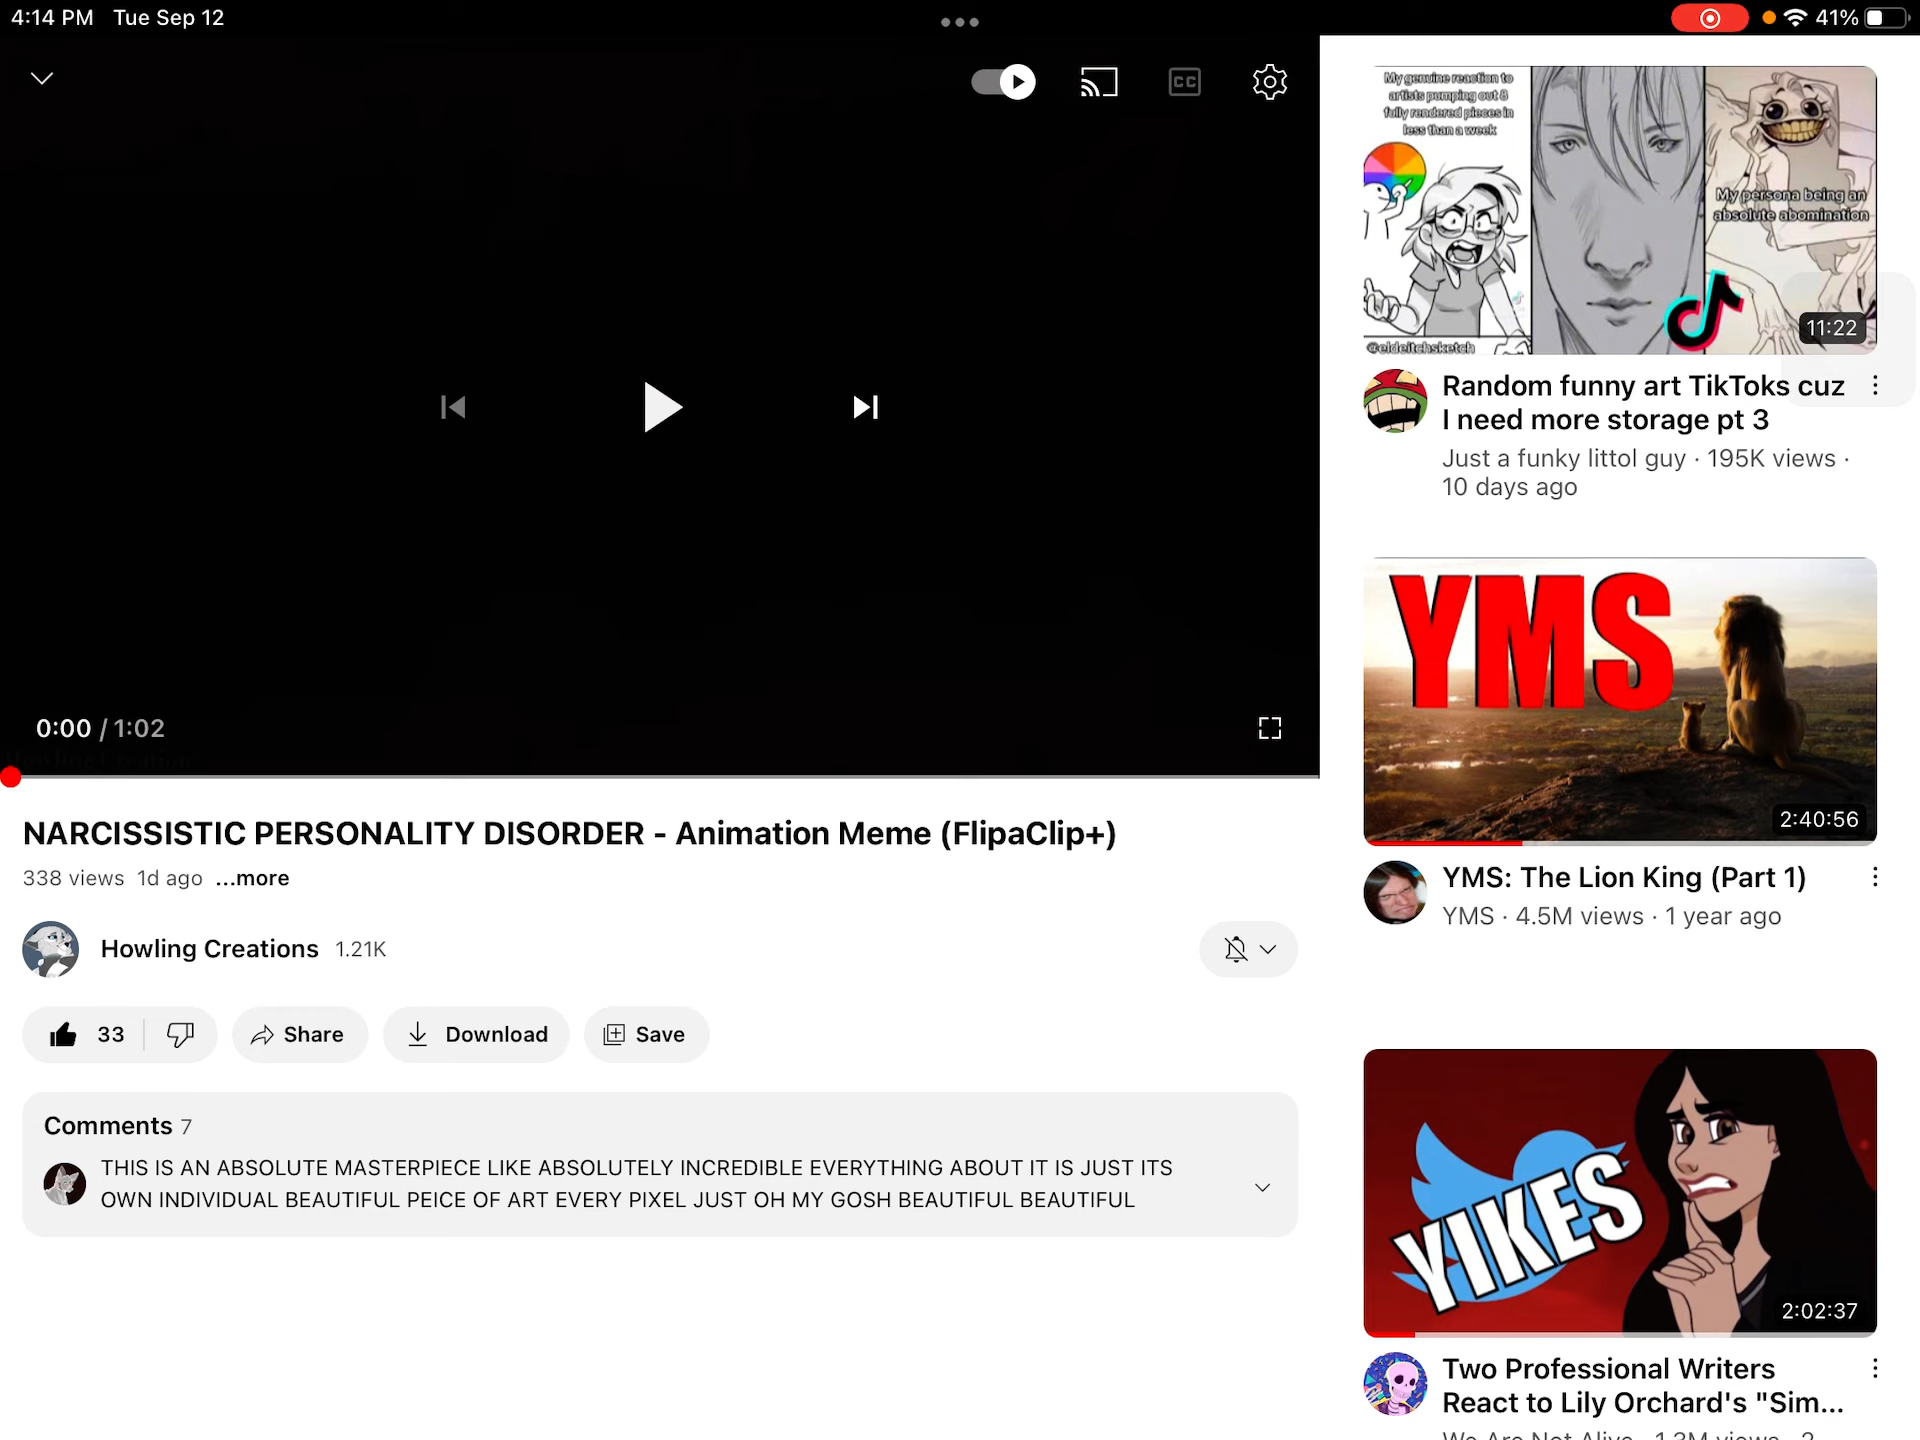 4:14 PM Tue Sep 12
41%
CC
0:00 / 1:02
NARCISSISTIC PERSONALITY DISORDER - Animation Meme (FlipaClip+)
338 views 1d ago ...more
Howling Creations 1.21K
33
Share
Download
Save
Comments 7
THIS IS AN ABSOLUTE MASTERPIECE LIKE ABSOLUTELY INCREDIBLE EVERYTHING ABOUT IT IS JUST ITS
OWN INDIVIDUAL BEAUTIFUL PEICE OF ART EVERY PIXEL JUST OH MY GOSH BEAUTIFUL BEAUTIFUL
My genuine reaction to
artists pumping out 8
fully rendered pieces in
less than a week
My persona being an
absolute abomination
@eldeitchsketch
11:22
Random funny art TikToks cuz
I need more storage pt 3
Just a funky littol guy · 195K views ·
10 days ago
YMS
2:40:56
YMS: The Lion King (Part 1)
YMS · 4.5M views · 1 year ago
YIKES
2:02:37
Two Professional Writers
React to Lily Orchard's "Sim...
We Are Not Alive · 1.3M views · 2